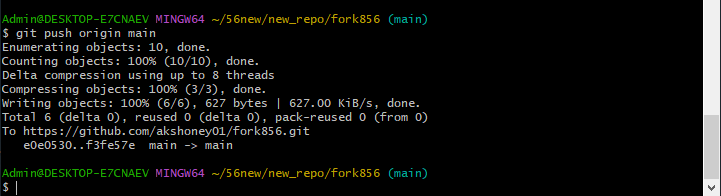 Admin@DESKTOP-E7CNAEV MINGW64 ~/56new/new_repo/fork856 (main)
$ git push origin main
Enumerating objects: 10, done.
Counting objects: 100% (10/10), done.
Delta compression using up to 8 threads
Compressing objects: 100% (3/3), done.
Writing objects: 100% (6/6), 627 bytes | 627.00 KiB/s, done.
Total 6 (delta 0), reused 0 (delta 0), pack-reused 0 (from 0)
To https://github.com/akshoney01/fork856.git
   e0e0530..f3fe57e  main -> main
Admin@DESKTOP-E7CNAEV MINGW64 ~/56new/new_repo/fork856 (main)
$